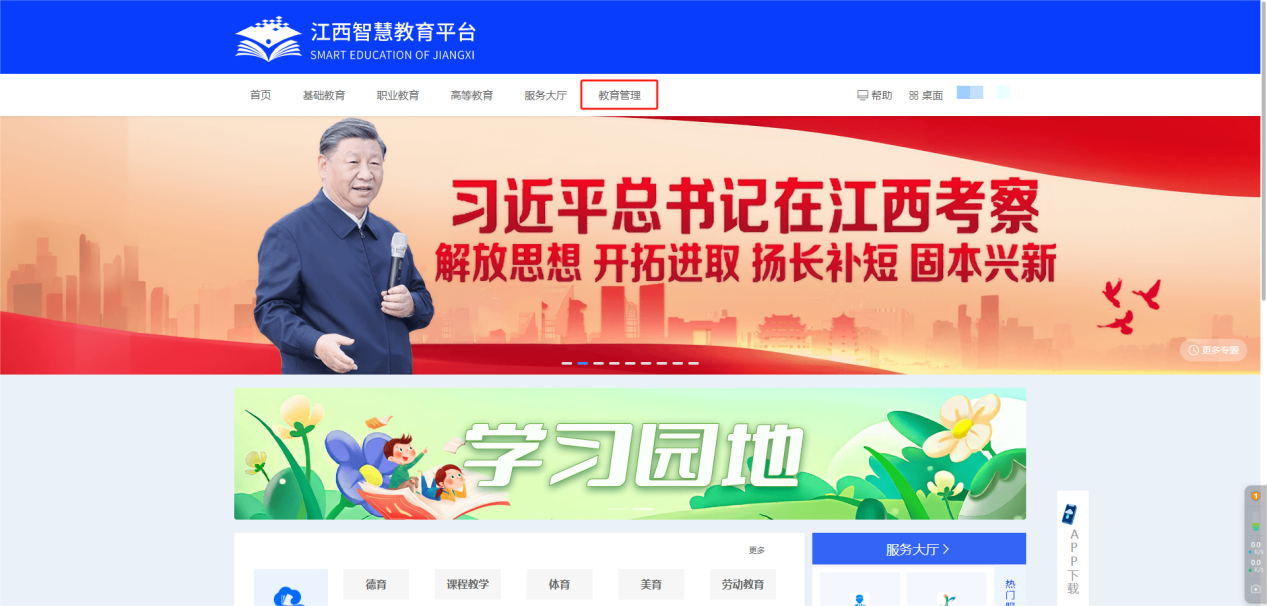 江西智慧教育平台
SMART EDUCATION OF JIANGXI
首页 基础教育 职业教育 高等教育 服务大厅 教育管理 帮助 桌面
习近平总书记在江西考察
解放思想 开拓进取 扬长补短 固本兴新
更多专题
学习园地
更多
服务大厅
德育 课程教学 体育 美育 劳动教育
热门
APP下载
1
0.0
K/s
0.0
K/s